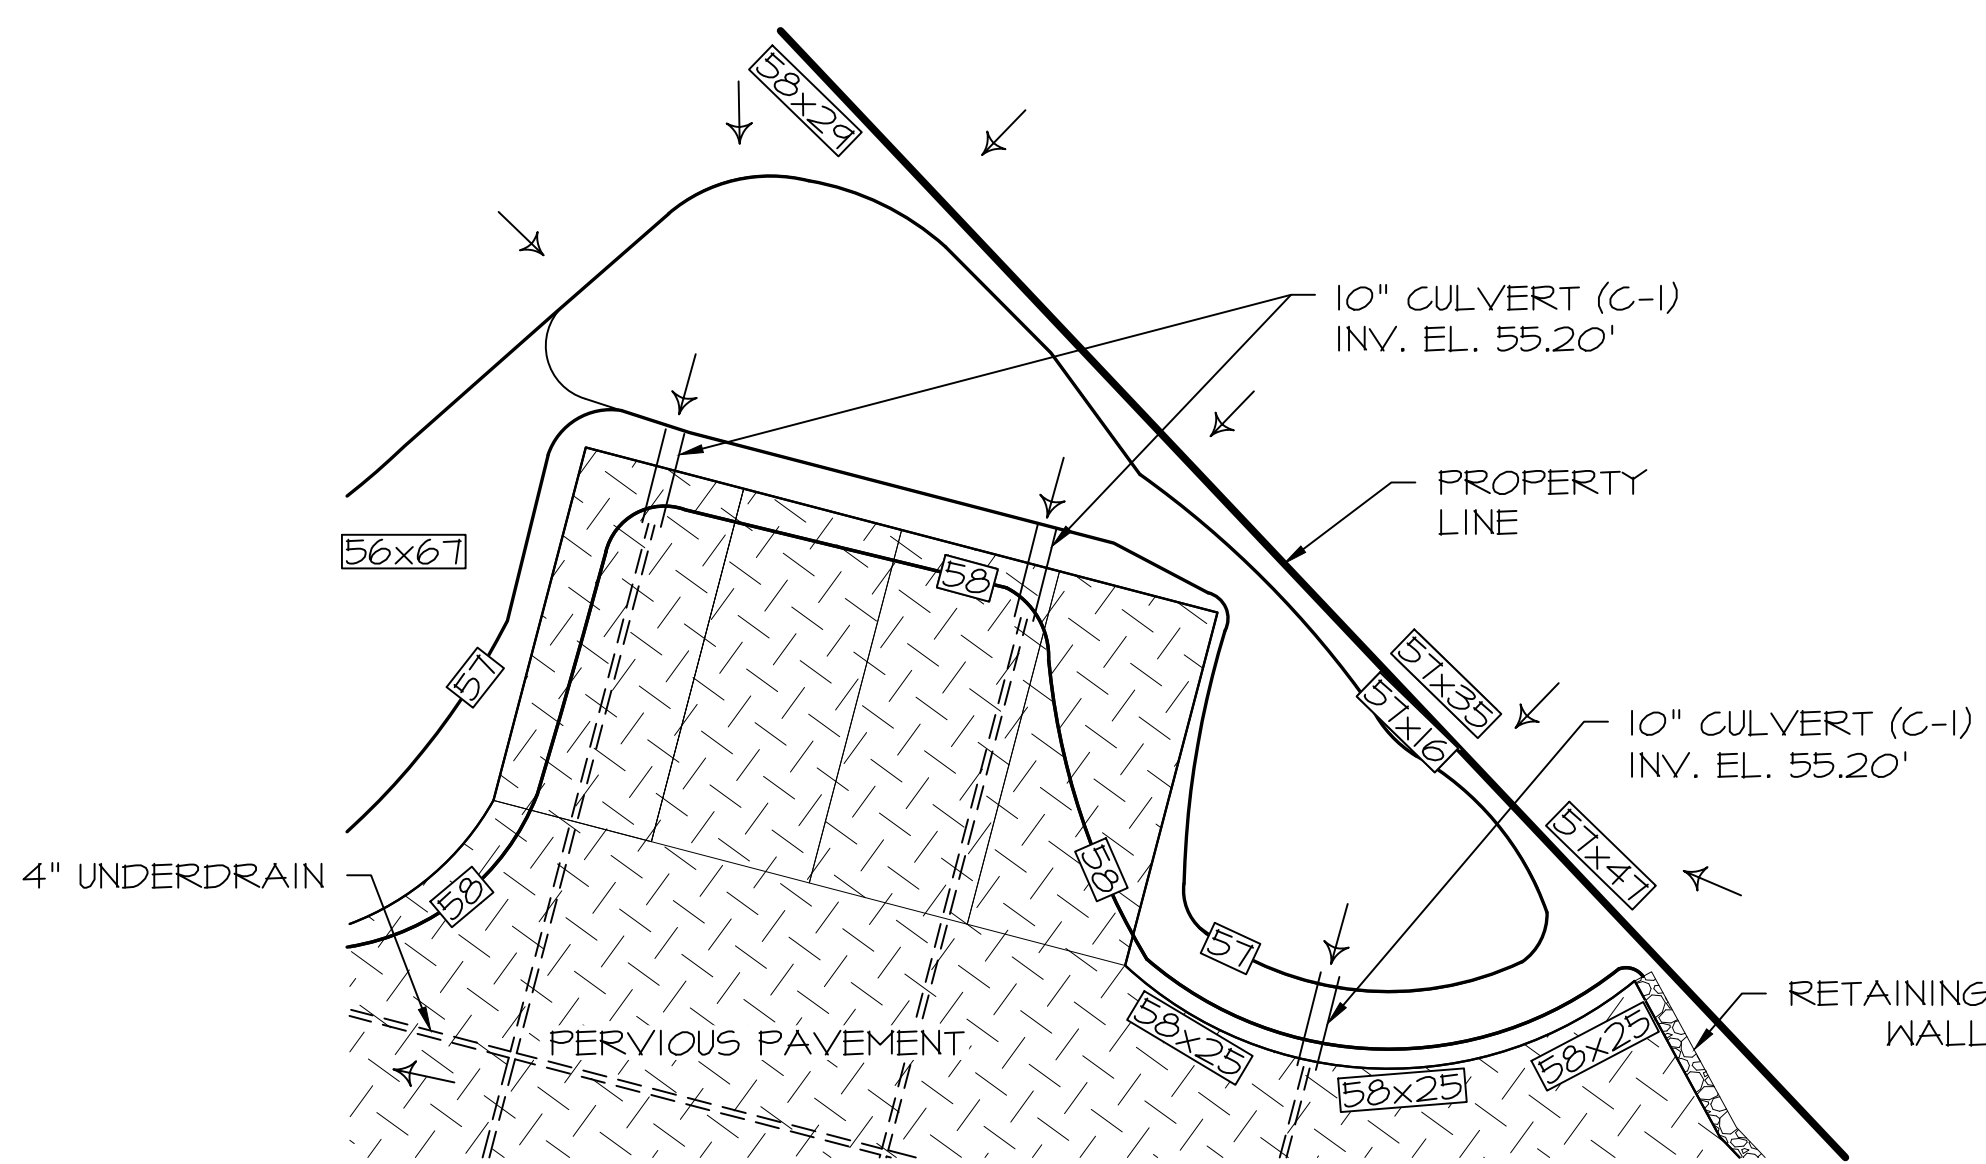 58x29
10" CULVERT (C-1)
INV. EL. 55.20'
PROPERTY
LINE
56x67
58
57
57x35
57x16
10" CULVERT (C-1)
INV. EL. 55.20'
57x47
4" UNDERDRAIN
58
58
57
RETAINING
WALL
58x25
58x25
58x25
PERVIOUS PAVEMENT